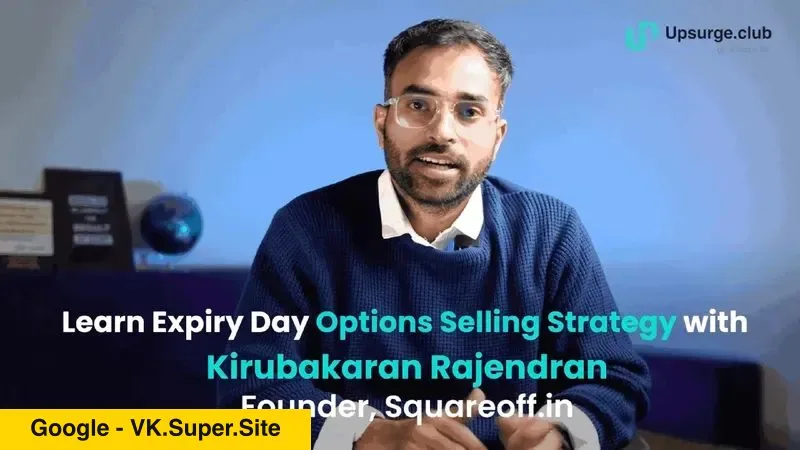 Upsurge.club
Learn Expiry Day Options Selling Strategy with
Kirubakaran Rajendran
Founder, Squareoff.in
Google - VK.Super.Site